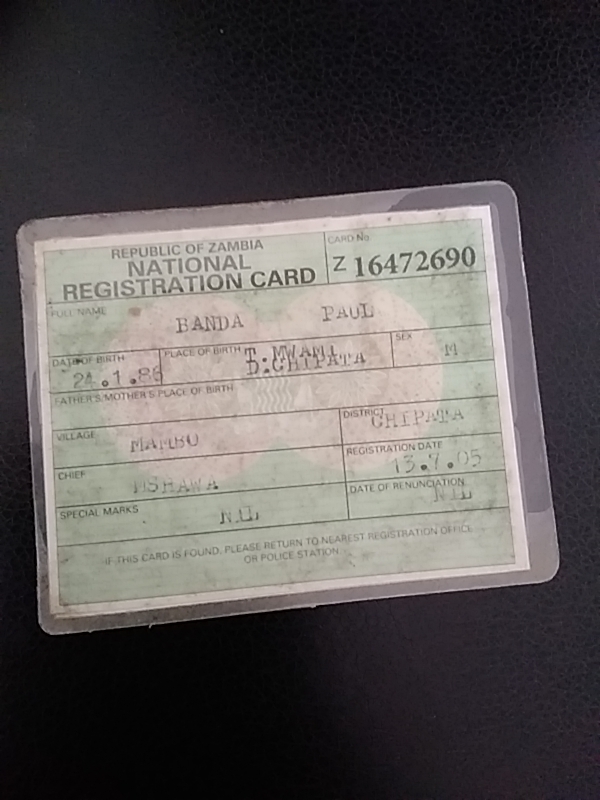 REPUBLIC OF ZAMBIA
NATIONAL
REGISTRATION CARD
CARD No.
Z 16472690
FULL NAME
BANDA PAUL
DATE OF BIRTH
PLACE OF BIRTH
T. MWAMI
D.CHIPATA
SEX
M
FATHER'S/MOTHER'S PLACE OF BIRTH
VILLAGE
MAMBO
DISTRICT
CHIPATA
CHIEF
MSHAWA
REGISTRATION DATE
13.7.05
SPECIAL MARKS
NIL
DATE OF RENUNCIATION
NIL
IF THIS CARD IS FOUND, PLEASE RETURN TO NEAREST REGISTRATION OFFICE
OR POLICE STATION